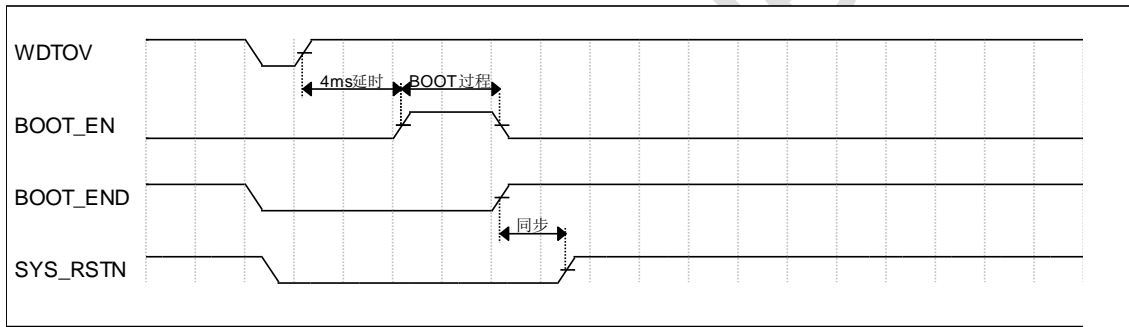 WDTOV
4ms延时 BOOT过程
BOOT_EN
BOOT_END
同步
SYS_RSTN